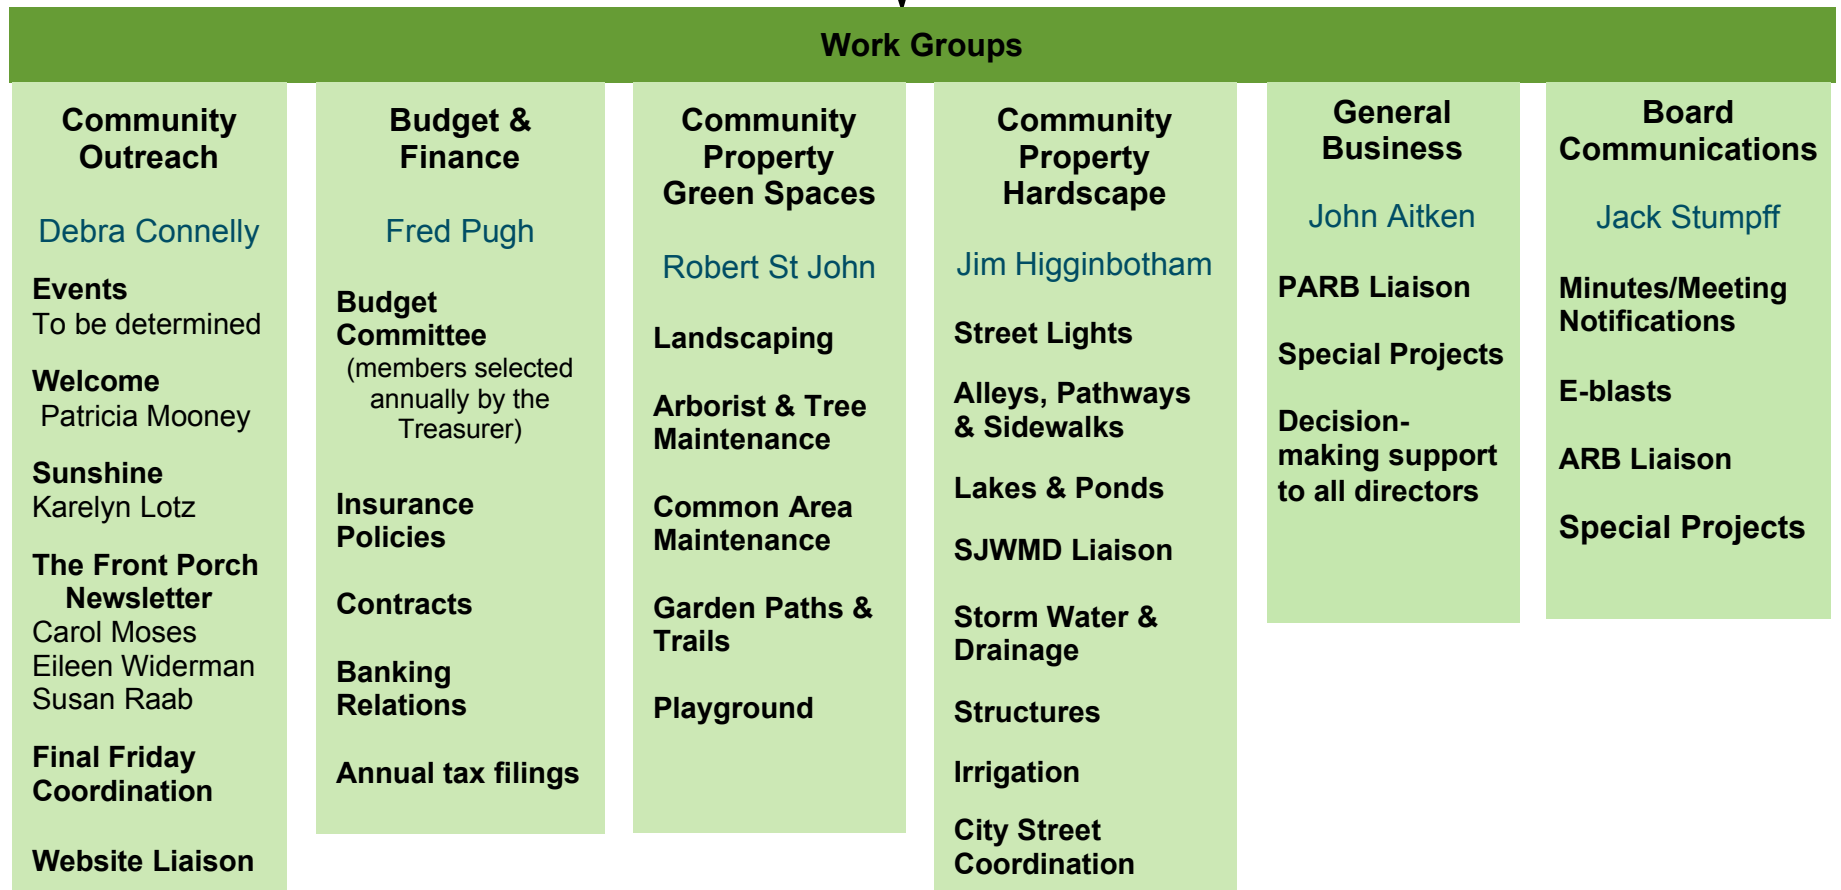 Work Groups
Community
Outreach
Debra Connelly
Events
To be determined
Welcome
Patricia Mooney
Sunshine
Karelyn Lotz
The Front Porch
Newsletter
Carol Moses
Eileen Widerman
Susan Raab
Final Friday
Coordination
Website Liaison
Budget &
Finance
Fred Pugh
Budget
Committee
(members selected
annually by the
Treasurer)
Insurance
Policies
Contracts
Banking
Relations
Annual tax filings
Community
Property
Green Spaces
Robert St John
Landscaping
Arborist & Tree
Maintenance
Common Area
Maintenance
Garden Paths &
Trails
Playground
Community
Property
Hardscape
Jim Higginbotham
Street Lights
Alleys, Pathways
& Sidewalks
Lakes & Ponds
SJWMD Liaison
Storm Water &
Drainage
Structures
Irrigation
City Street
Coordination
General
Business
John Aitken
PARB Liaison
Special Projects
Decision-
making support
to all directors
Board
Communications
Jack Stumpff
Minutes/Meeting
Notifications
E-blasts
ARB Liaison
Special Projects